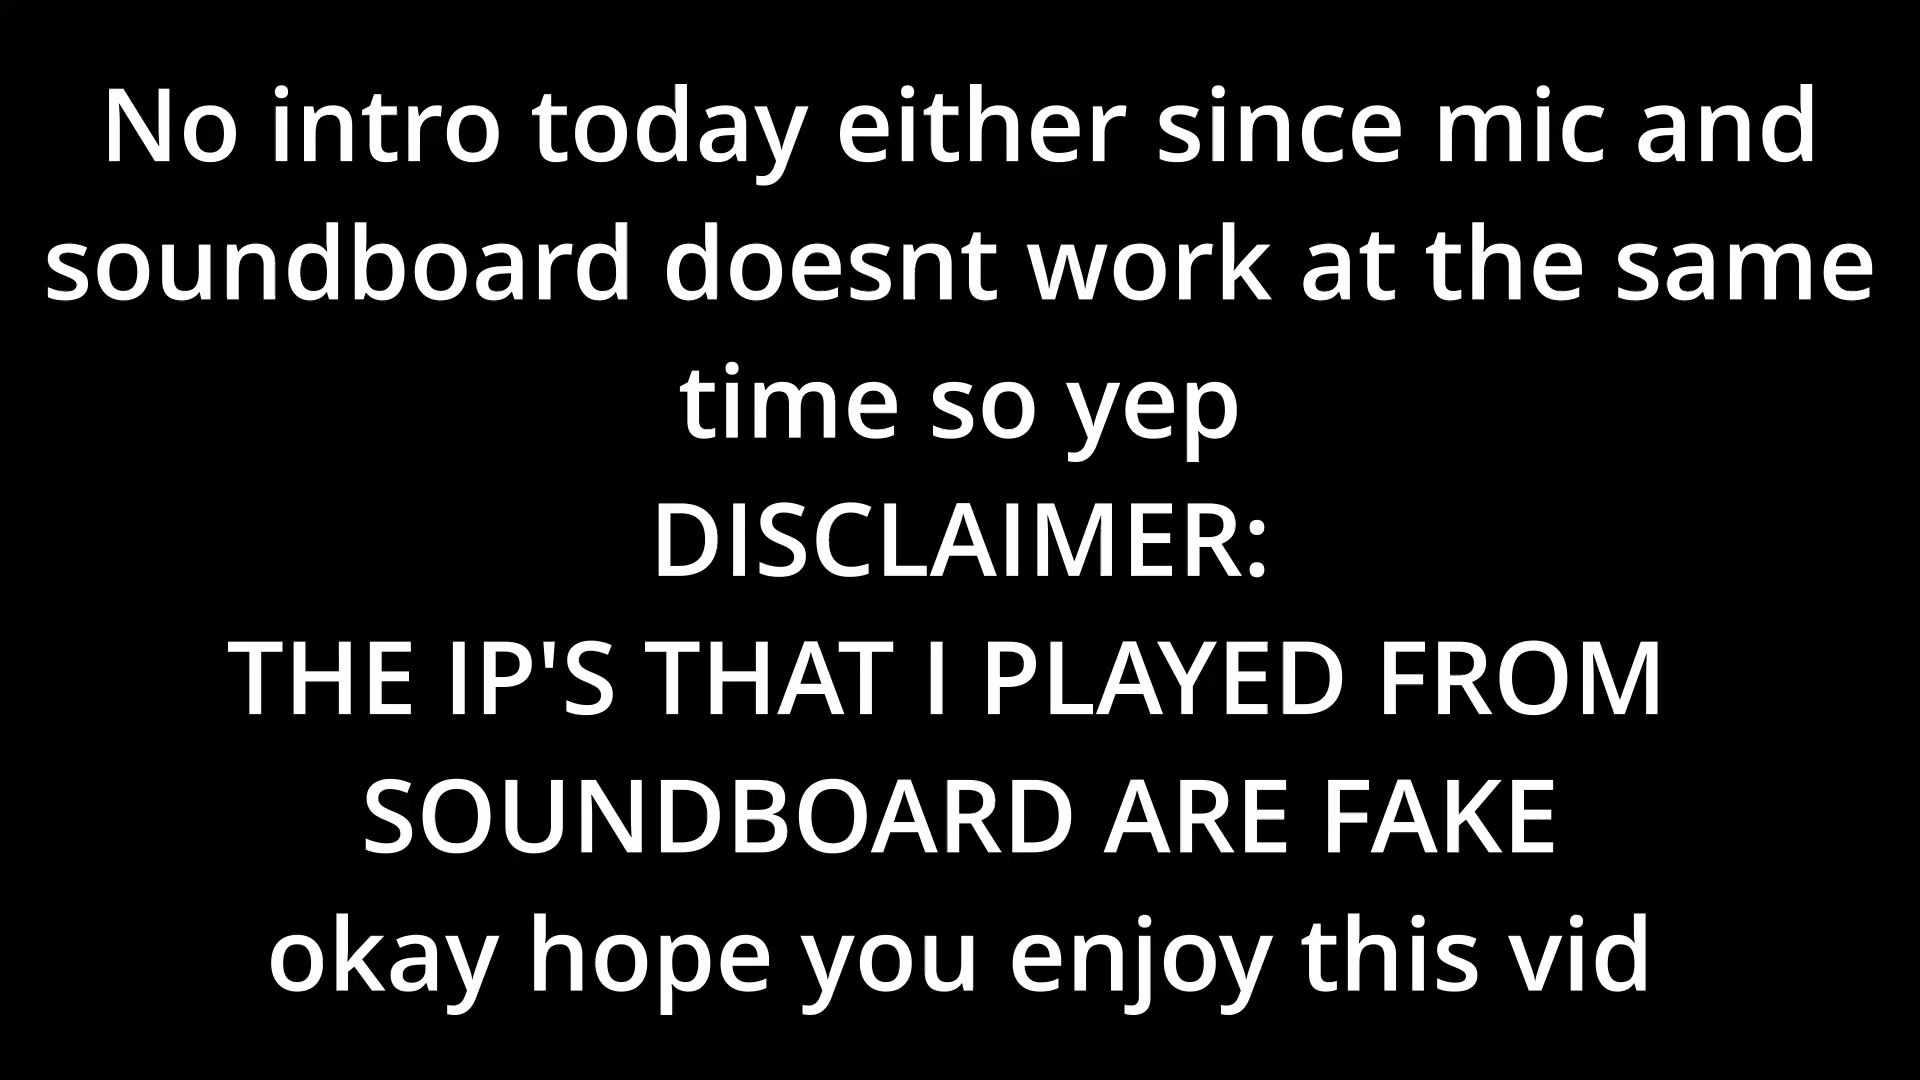 No intro today either since mic and
soundboard doesnt work at the same
time so yep
DISCLAIMER:
THE IP'S THAT I PLAYED FROM
SOUNDBOARD ARE FAKE
okay hope you enjoy this vid